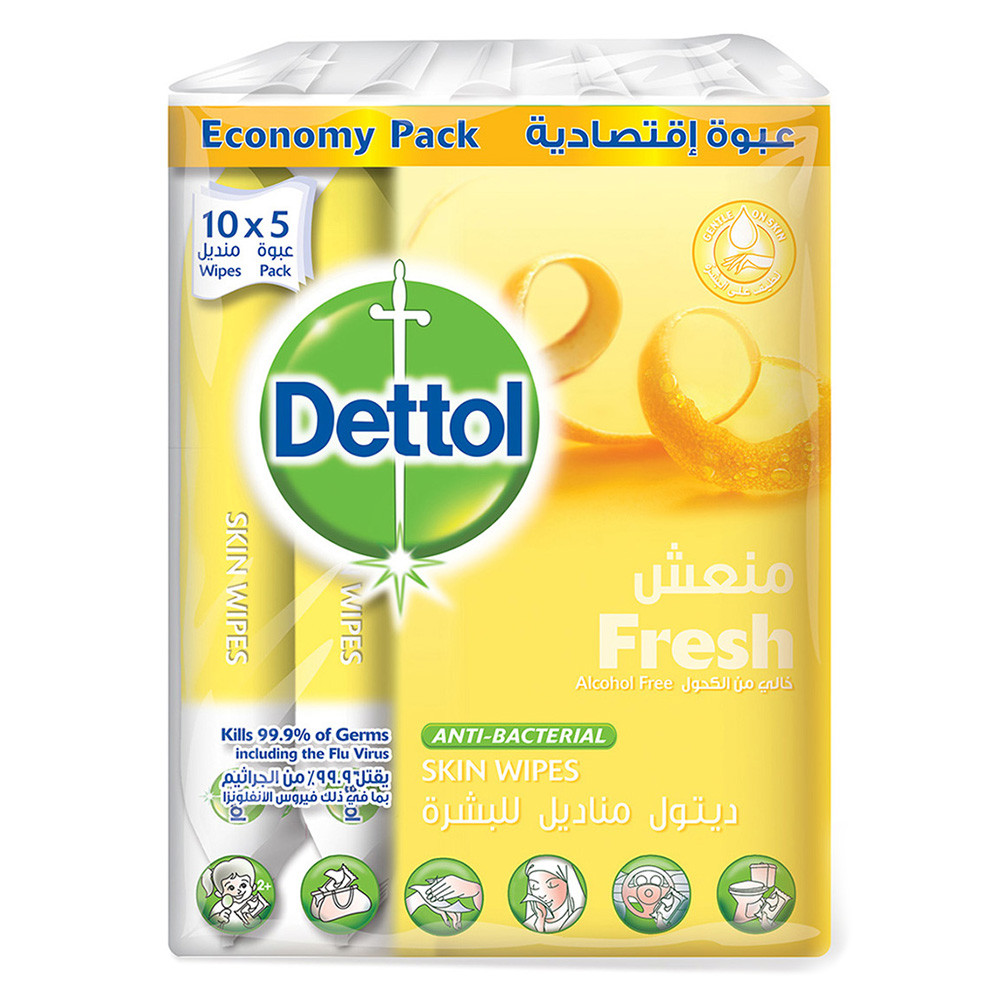 Economy Pack عبوة إقتصادية
10 x 5
منديل عبوة
Wipes Pack
GENTLE ON SKIN
Dettol
SKIN WIPES
WIPES
منعش
Fresh
Alcohol Free خالي من الكحول
Kills 99.9% of Germs
including the Flu Virus
يقتل ٩٩.٩٪ من الجراثيم
بما في ذلك فيروس الأنفلونزا
ANTI-BACTERIAL
SKIN WIPES
ديتول مناديل للبشرة
2+